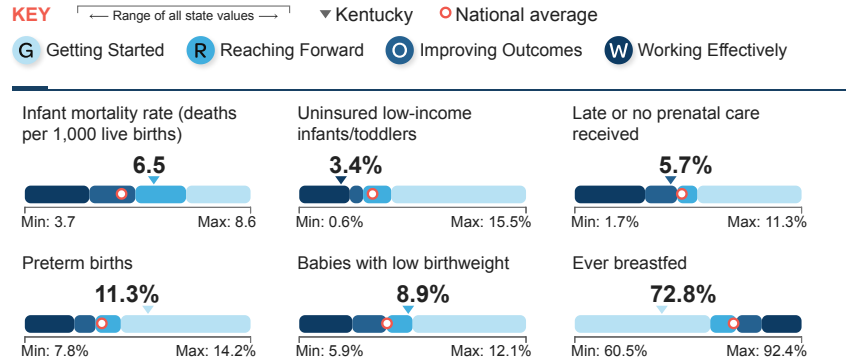 KEY Range of all state values Kentucky National average
G Getting Started R Reaching Forward O Improving Outcomes W Working Effectively
Infant mortality rate (deaths
per 1,000 live births)
6.5
Min: 3.7 Max: 8.6
Uninsured low-income
infants/toddlers
3.4%
Min: 0.6% Max: 15.5%
Late or no prenatal care
received
5.7%
Min: 1.7% Max: 11.3%
Preterm births
11.3%
Min: 7.8% Max: 14.2%
Babies with low birthweight
8.9%
Min: 5.9% Max: 12.1%
Ever breastfed
72.8%
Min: 60.5% Max: 92.4%